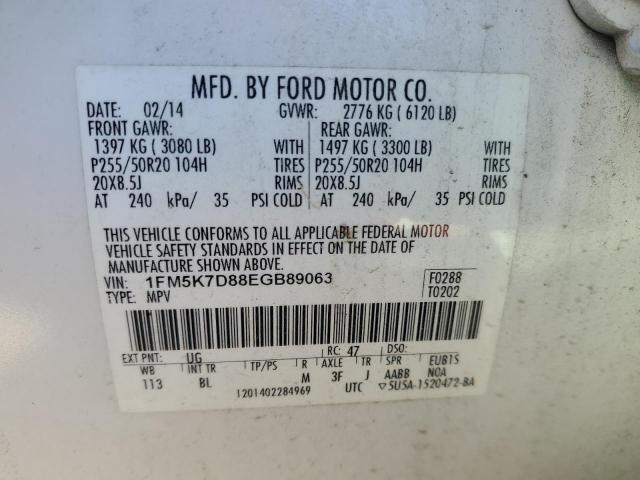 MFD. BY FORD MOTOR CO.
DATE: 02/14 GVWR: 2776 KG ( 6120 LB)
FRONT GAWR: REAR GAWR:
1397 KG ( 3080 LB) WITH 1497 KG ( 3300 LB) WITH
P255/50R20 104H TIRES P255/50R20 104H TIRES
20X8.5J RIMS 20X8.5J RIMS
AT 240 kPa/ 35 PSI COLD AT 240 kPa/ 35 PSI COLD
THIS VEHICLE CONFORMS TO ALL APPLICABLE FEDERAL MOTOR
VEHICLE SAFETY STANDARDS IN EFFECT ON THE DATE OF
MANUFACTURE SHOWN ABOVE.
VIN: 1FM5K7D88EGB89063 F0288
TYPE: MPV T0202
EXT PNT: UG RC: 47 DSO:
WB INT TR TP/PS R AXLE TR SPR EUB1S
113 BL M 3F J AABB NOA
1201402284969 UTC ▽5U5A-1520472-BA